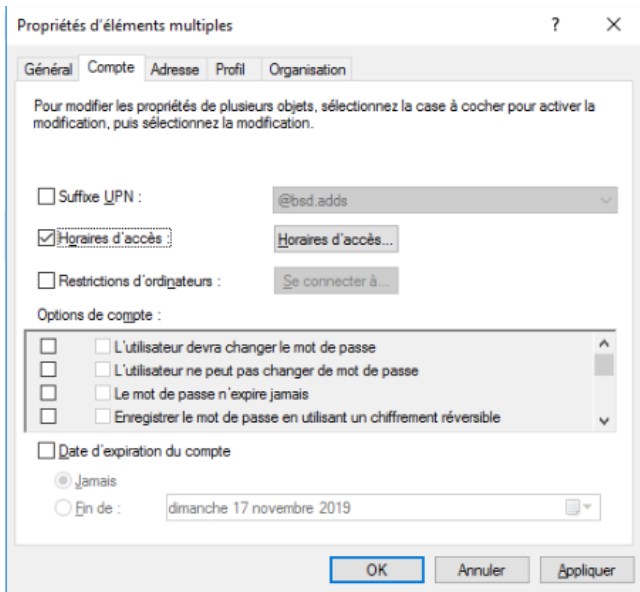 Propriétés d'éléments multiples
Général Compte Adresse Profil Organisation
Pour modifier les propriétés de plusieurs objets, sélectionnez la case à cocher pour activer la
modification, puis sélectionnez la modification.
Suffixe UPN : @bsd.adds
Horaires d'accès : Horaires d'accès...
Restrictions d'ordinateurs : Se connecter à...
Options de compte :
L'utilisateur devra changer le mot de passe
L'utilisateur ne peut pas changer de mot de passe
Le mot de passe n'expire jamais
Enregistrer le mot de passe en utilisant un chiffrement réversible
Date d'expiration du compte
Jamais
Fin de : dimanche 17 novembre 2019
OK Annuler Appliquer